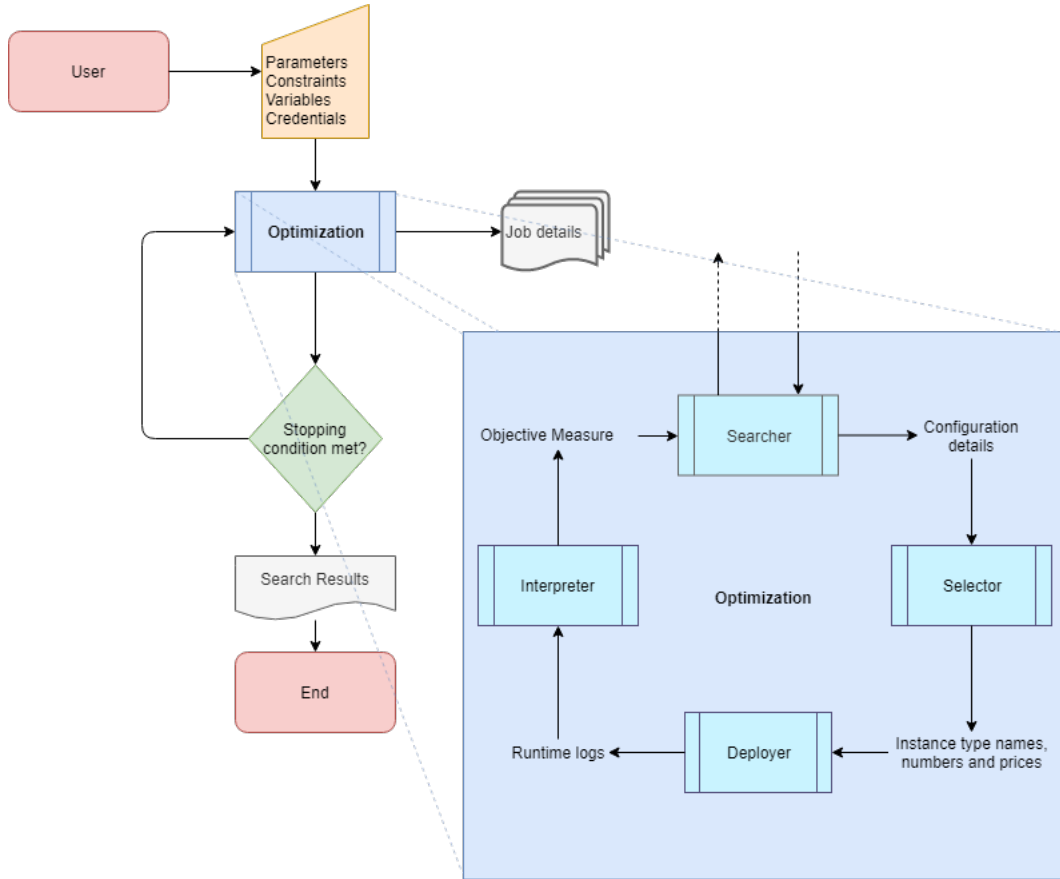 User
Parameters
Constraints
Variables
Credentials
Optimization
Job details
Stopping
condition met?
Search Results
End
Objective Measure
Searcher
Configuration
details
Interpreter
Optimization
Selector
Runtime logs
Deployer
Instance type names,
numbers and prices